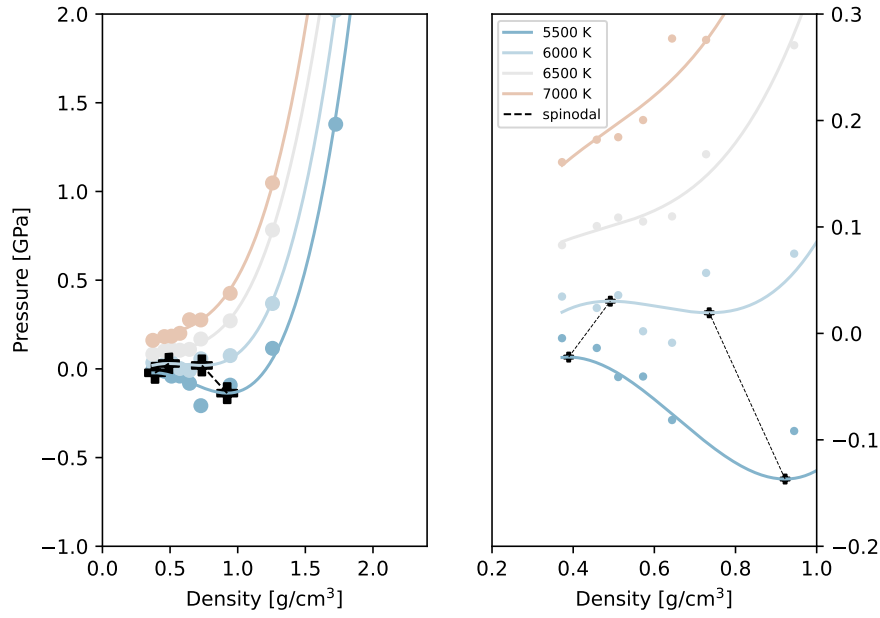 2.0
1.5
1.0
0.5
0.0
−0.5
−1.0
Pressure [GPa]
0.0 0.5 1.0 1.5 2.0
Density [g/cm³]
5500 K
6000 K
6500 K
7000 K
spinodal
0.3
0.2
0.1
0.0
−0.1
−0.2
0.2 0.4 0.6 0.8 1.0
Density [g/cm³]